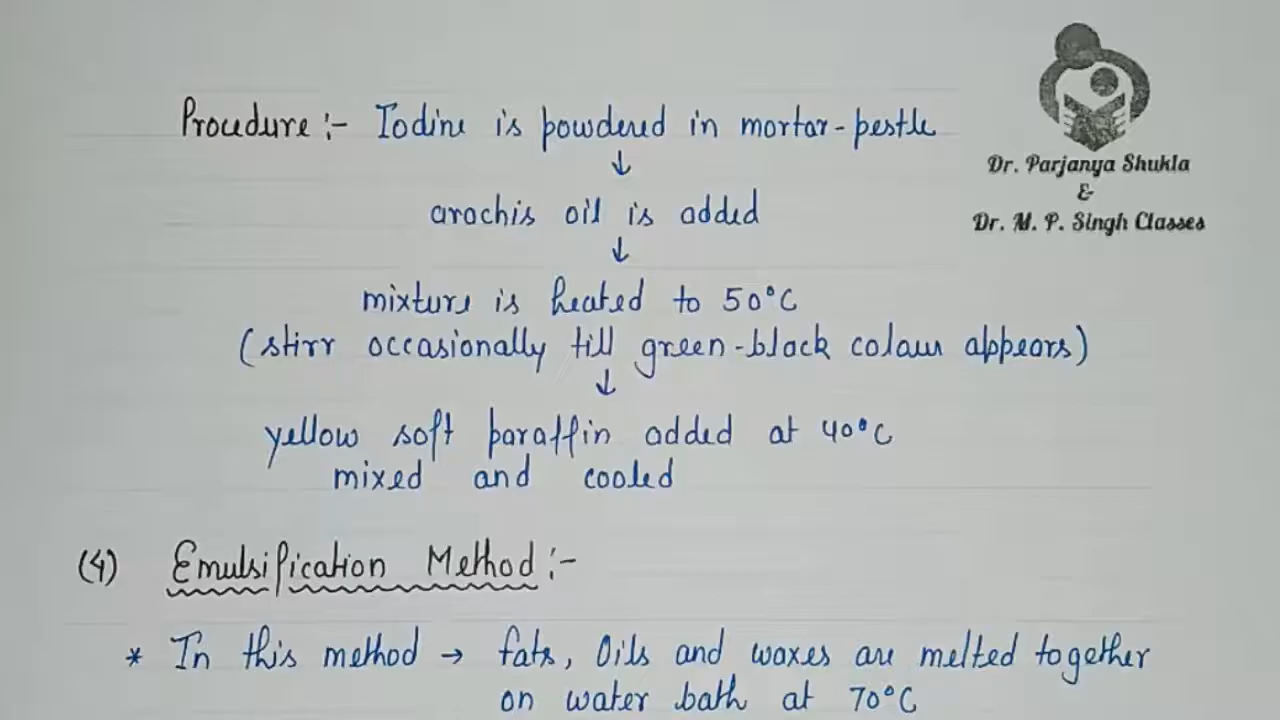 Procedure :- Iodine is powdered in mortar-pestle
↓
arachis oil is added
↓
mixture is heated to 50°C
(stirr occasionally till green-black colour appears)
↓
yellow soft paraffin added at 40°C
mixed and cooled
Dr. Parjanya Shukla
&
Dr. M. P. Singh Classes
(4) Emulsification Method :-
* In this method → fats, oils and waxes are melted together
on water bath at 70°C